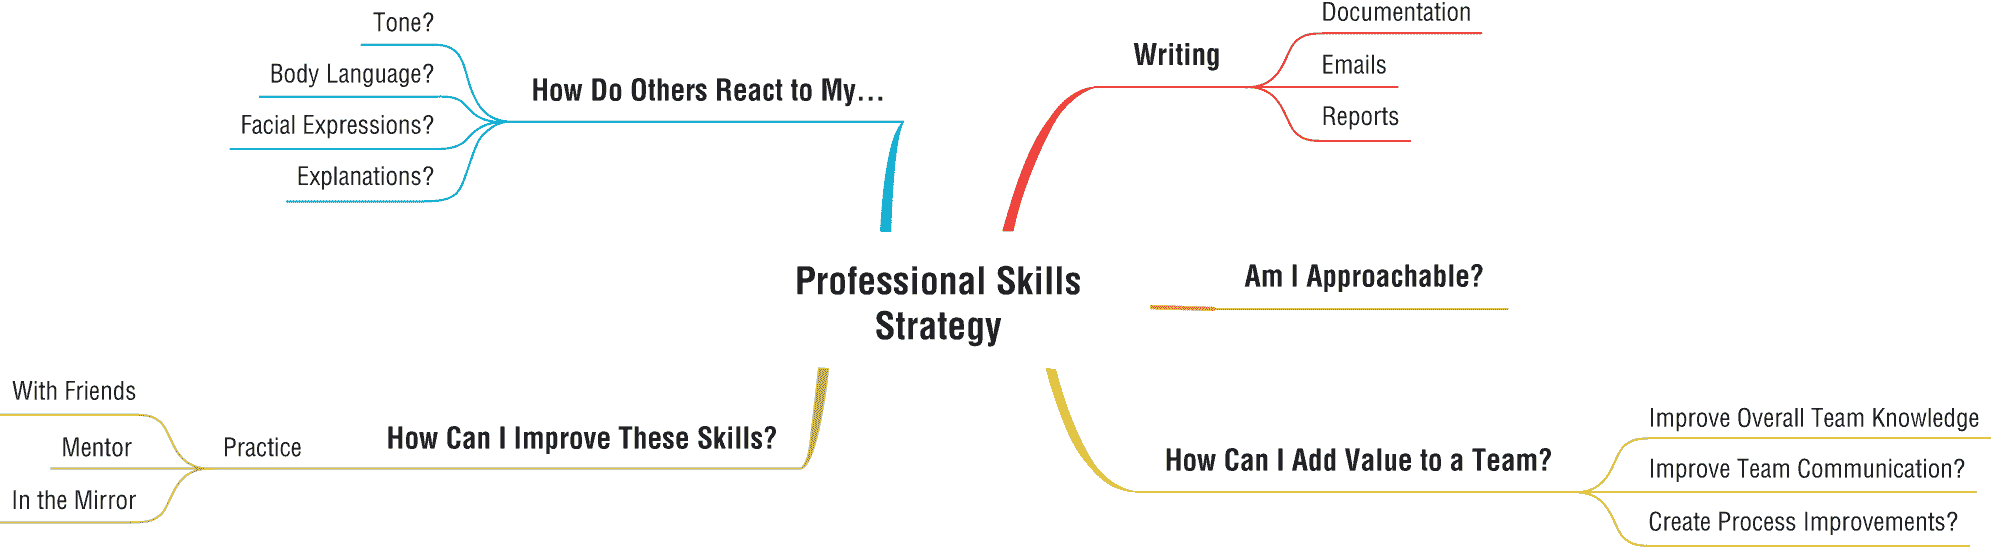 Tone?
Body Language?
Facial Expressions?
Explanations?
How Do Others React to My...
Writing
Documentation
Emails
Reports
Professional Skills
Strategy
Am I Approachable?
With Friends
Mentor
In the Mirror
Practice
How Can I Improve These Skills?
How Can I Add Value to a Team?
Improve Overall Team Knowledge
Improve Team Communication?
Create Process Improvements?